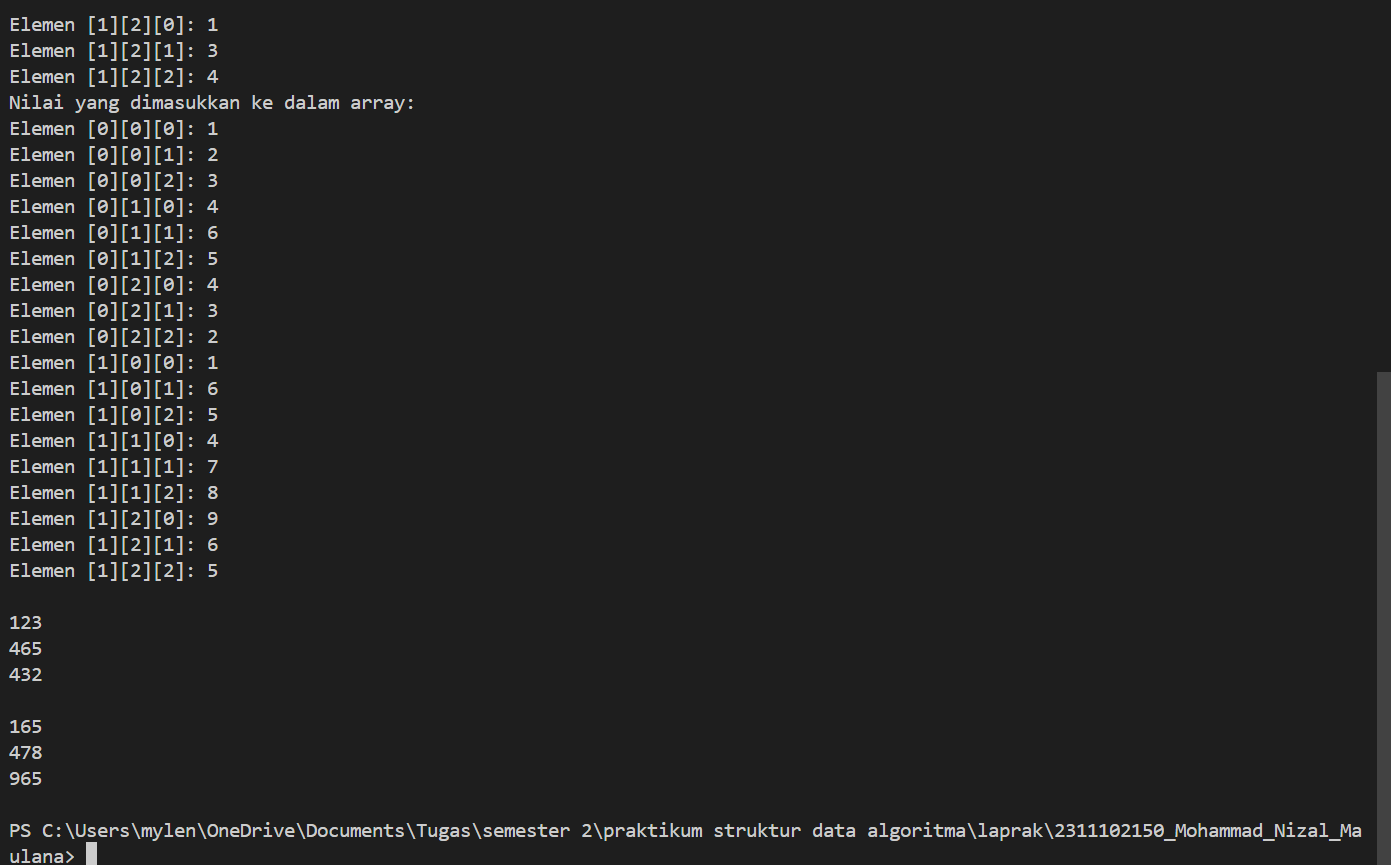 Elemen [1][2][0]: 1
Elemen [1][2][1]: 3
Elemen [1][2][2]: 4
Nilai yang dimasukkan ke dalam array:
Elemen [0][0][0]: 1
Elemen [0][0][1]: 2
Elemen [0][0][2]: 3
Elemen [0][1][0]: 4
Elemen [0][1][1]: 6
Elemen [0][1][2]: 5
Elemen [0][2][0]: 4
Elemen [0][2][1]: 3
Elemen [0][2][2]: 2
Elemen [1][0][0]: 1
Elemen [1][0][1]: 6
Elemen [1][0][2]: 5
Elemen [1][1][0]: 4
Elemen [1][1][1]: 7
Elemen [1][1][2]: 8
Elemen [1][2][0]: 9
Elemen [1][2][1]: 6
Elemen [1][2][2]: 5
123
465
432
165
478
965
PS C:\Users\mylen\OneDrive\Documents\Tugas\semester 2\praktikum struktur data algoritma\laprak\2311102150_Mohammad_Nizal_Ma
ulana>